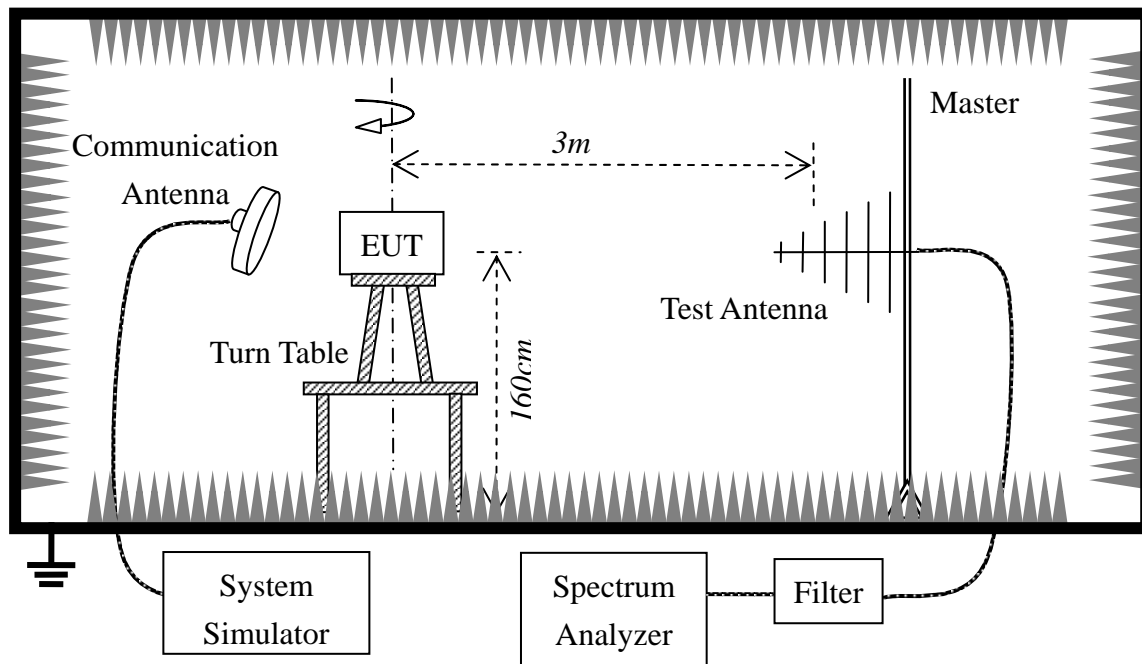 Master
3m
Communication
Antenna
EUT
Test Antenna
Turn Table
160cm
System
Simulator
Spectrum
Analyzer
Filter